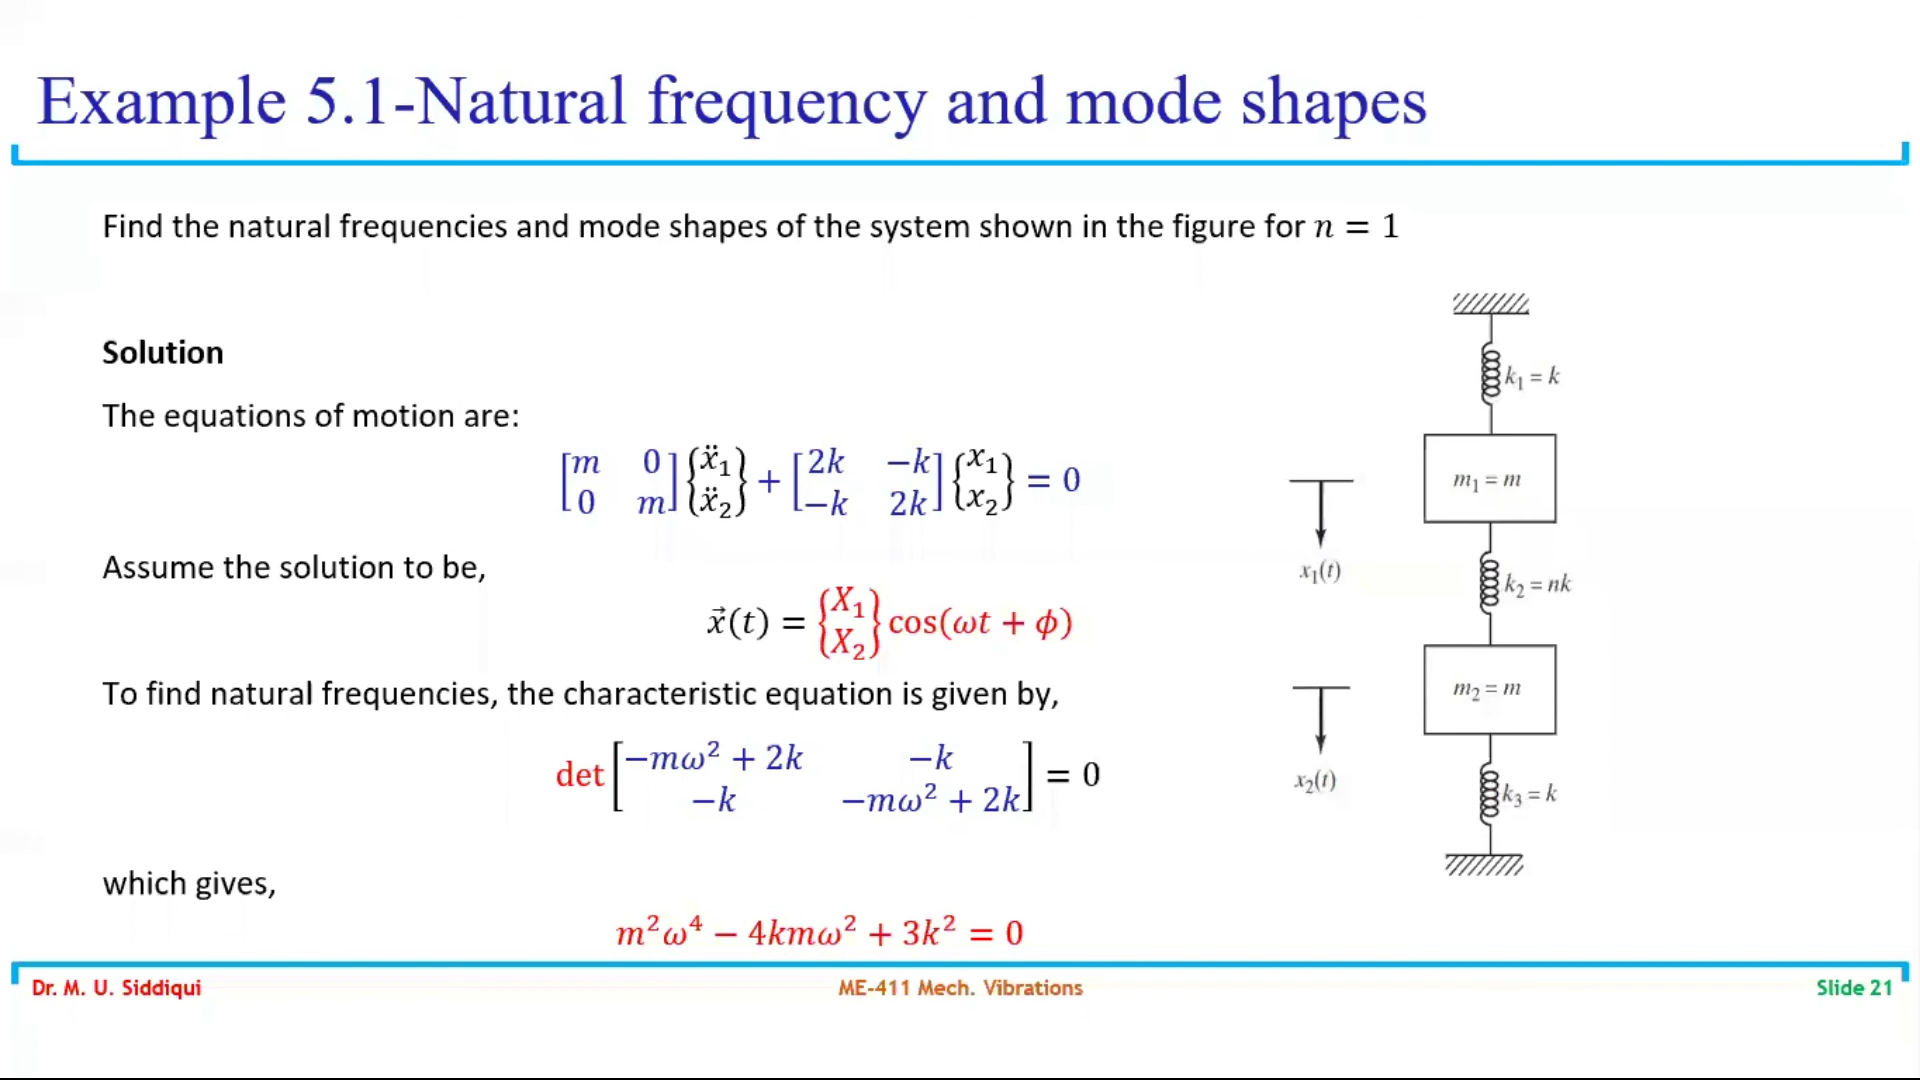 Example 5.1-Natural frequency and mode shapes
Find the natural frequencies and mode shapes of the system shown in the figure for n = 1
Solution
The equations of motion are:
[m 0; 0 m]{ẍ₁; ẍ₂} + [2k −k; −k 2k]{x₁; x₂} = 0
Assume the solution to be,
x⃗(t) = {X₁; X₂} cos(ωt + ϕ)
To find natural frequencies, the characteristic equation is given by,
det[−mω² + 2k −k; −k −mω² + 2k] = 0
which gives,
m²ω⁴ − 4kmω² + 3k² = 0
k₁ = k
m₁ = m
x₁(t)
k₂ = nk
m₂ = m
x₂(t)
k₃ = k
Dr. M. U. Siddiqui
ME-411 Mech. Vibrations
Slide 21